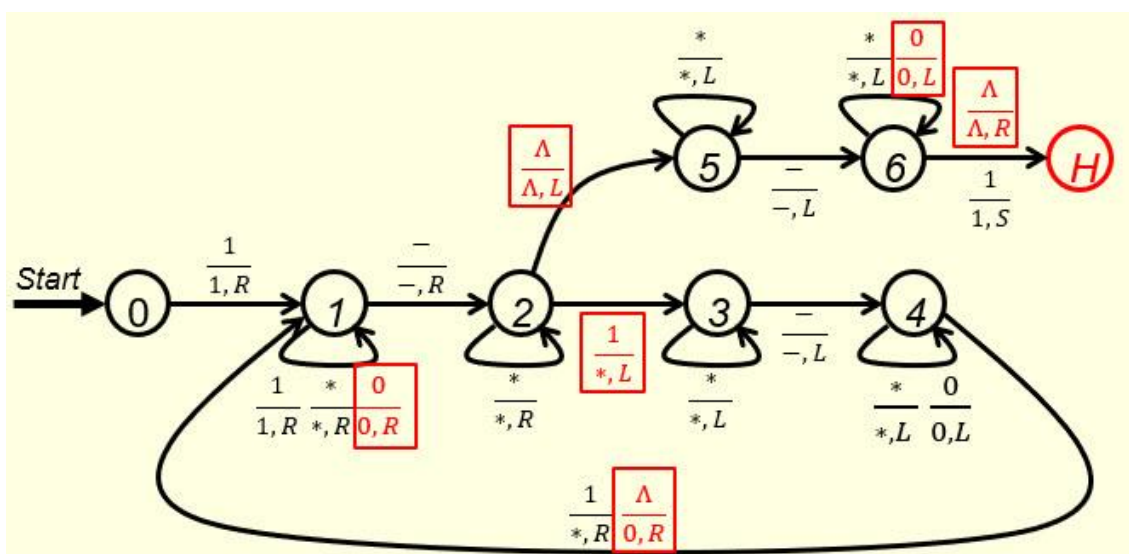 * * 0
*, L *, L 0, L
Λ
Λ, R
Λ
Λ, L
5 6 H
- 1
-, L 1, S
Start
1 -
1, R -, R
0 1 2 3 4
1 -
*, L -, L
1 * 0 * * * 0
1, R *, R 0, R *, R *, L *,L 0,L
1 Λ
*, R 0, R